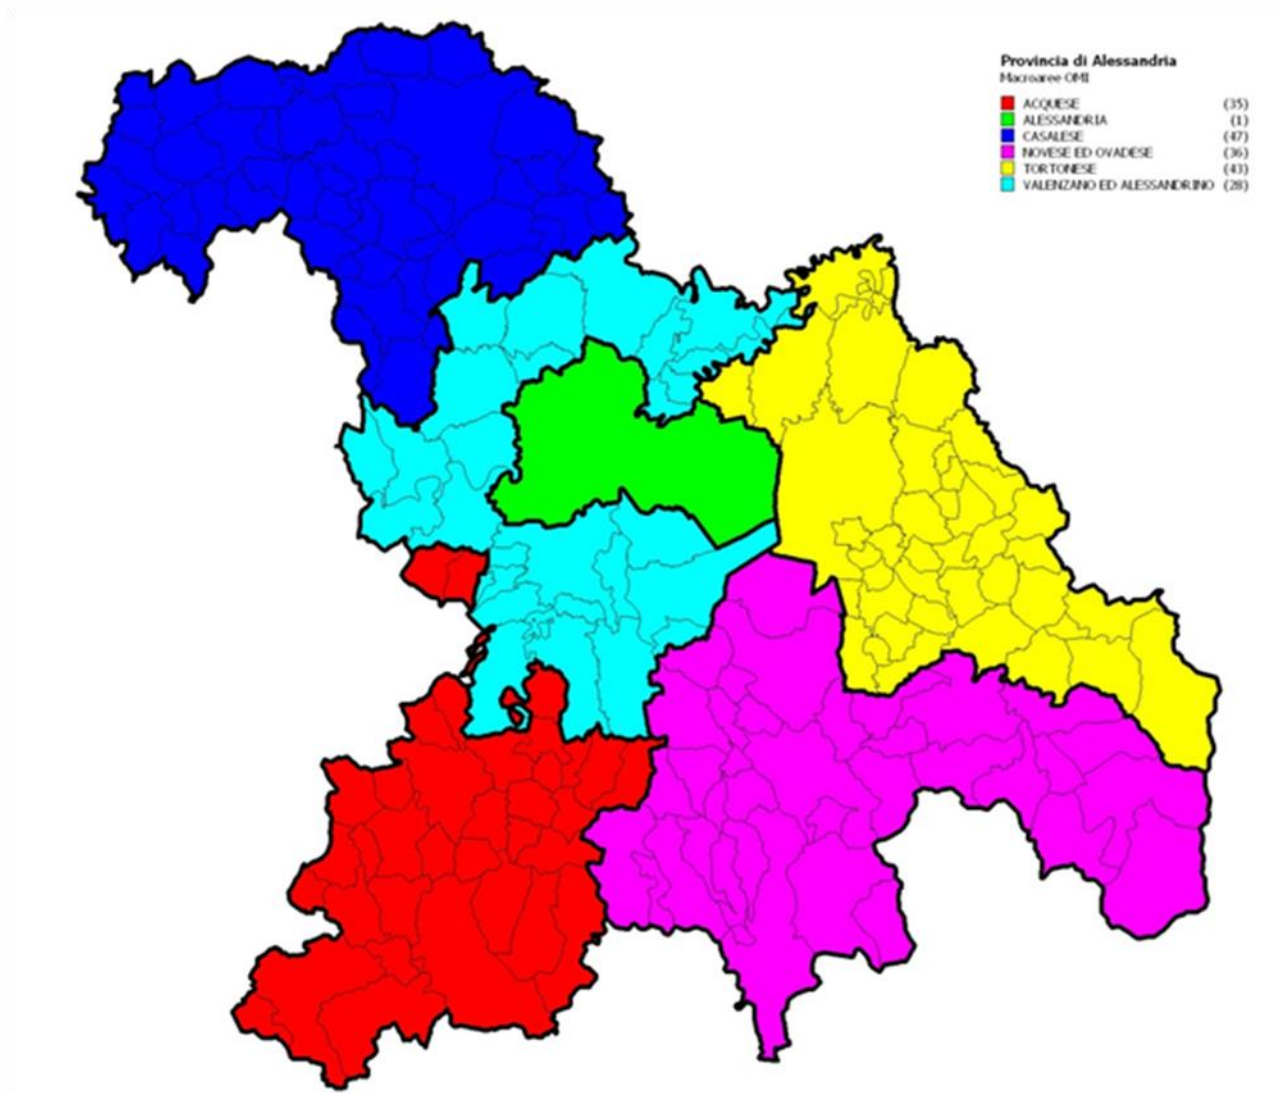 Provincia di Alessandria
Macroaree OMI
ACQUESE (35)
ALESSANDRIA (1)
CASALESE (47)
NOVESE ED OVADESE (36)
TORTONESE (43)
VALENZANO ED ALESSANDRINO (28)